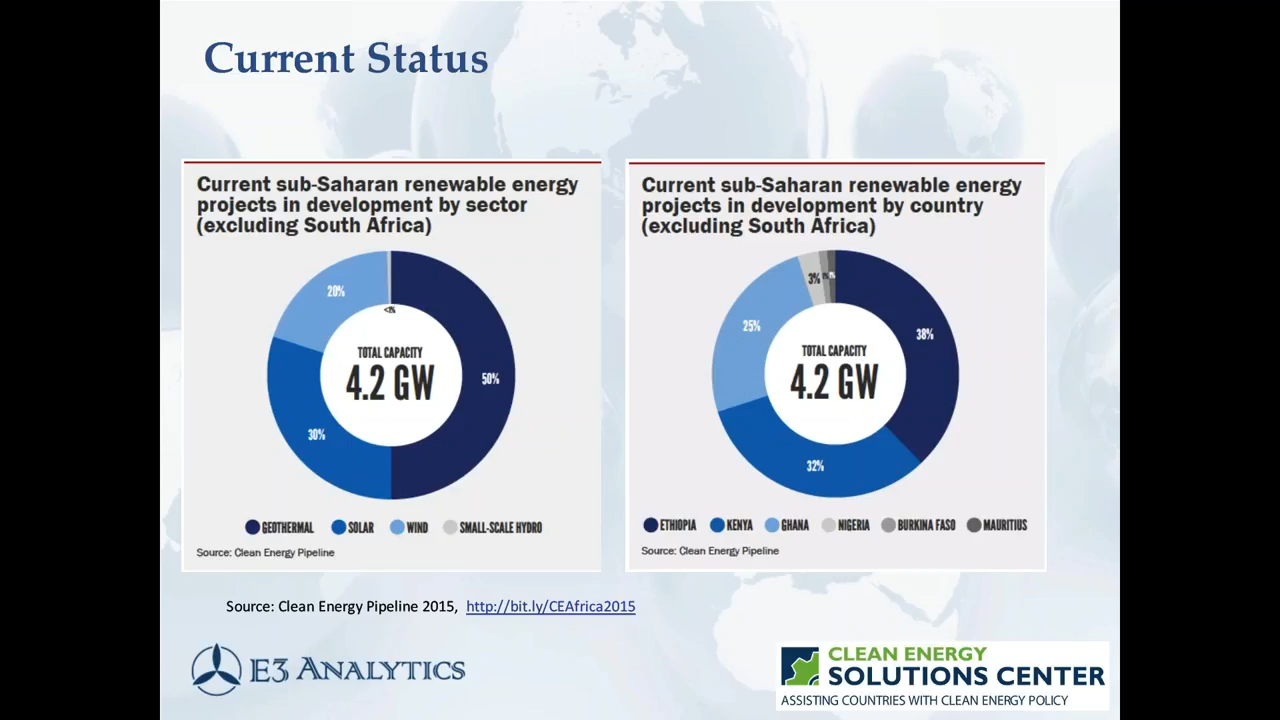 Current Status
Current sub-Saharan renewable energy
projects in development by sector
(excluding South Africa)
20%
<1%
TOTAL CAPACITY
4.2 GW
50%
30%
GEOTHERMAL SOLAR WIND SMALL-SCALE HYDRO
Source: Clean Energy Pipeline
Current sub-Saharan renewable energy
projects in development by country
(excluding South Africa)
3% 1% 1%
25%
38%
TOTAL CAPACITY
4.2 GW
32%
ETHIOPIA KENYA GHANA NIGERIA BURKINA FASO MAURITIUS
Source: Clean Energy Pipeline
Source: Clean Energy Pipeline 2015, http://bit.ly/CEAfrica2015
E3 ANALYTICS
CLEAN ENERGY
SOLUTIONS CENTER
ASSISTING COUNTRIES WITH CLEAN ENERGY POLICY